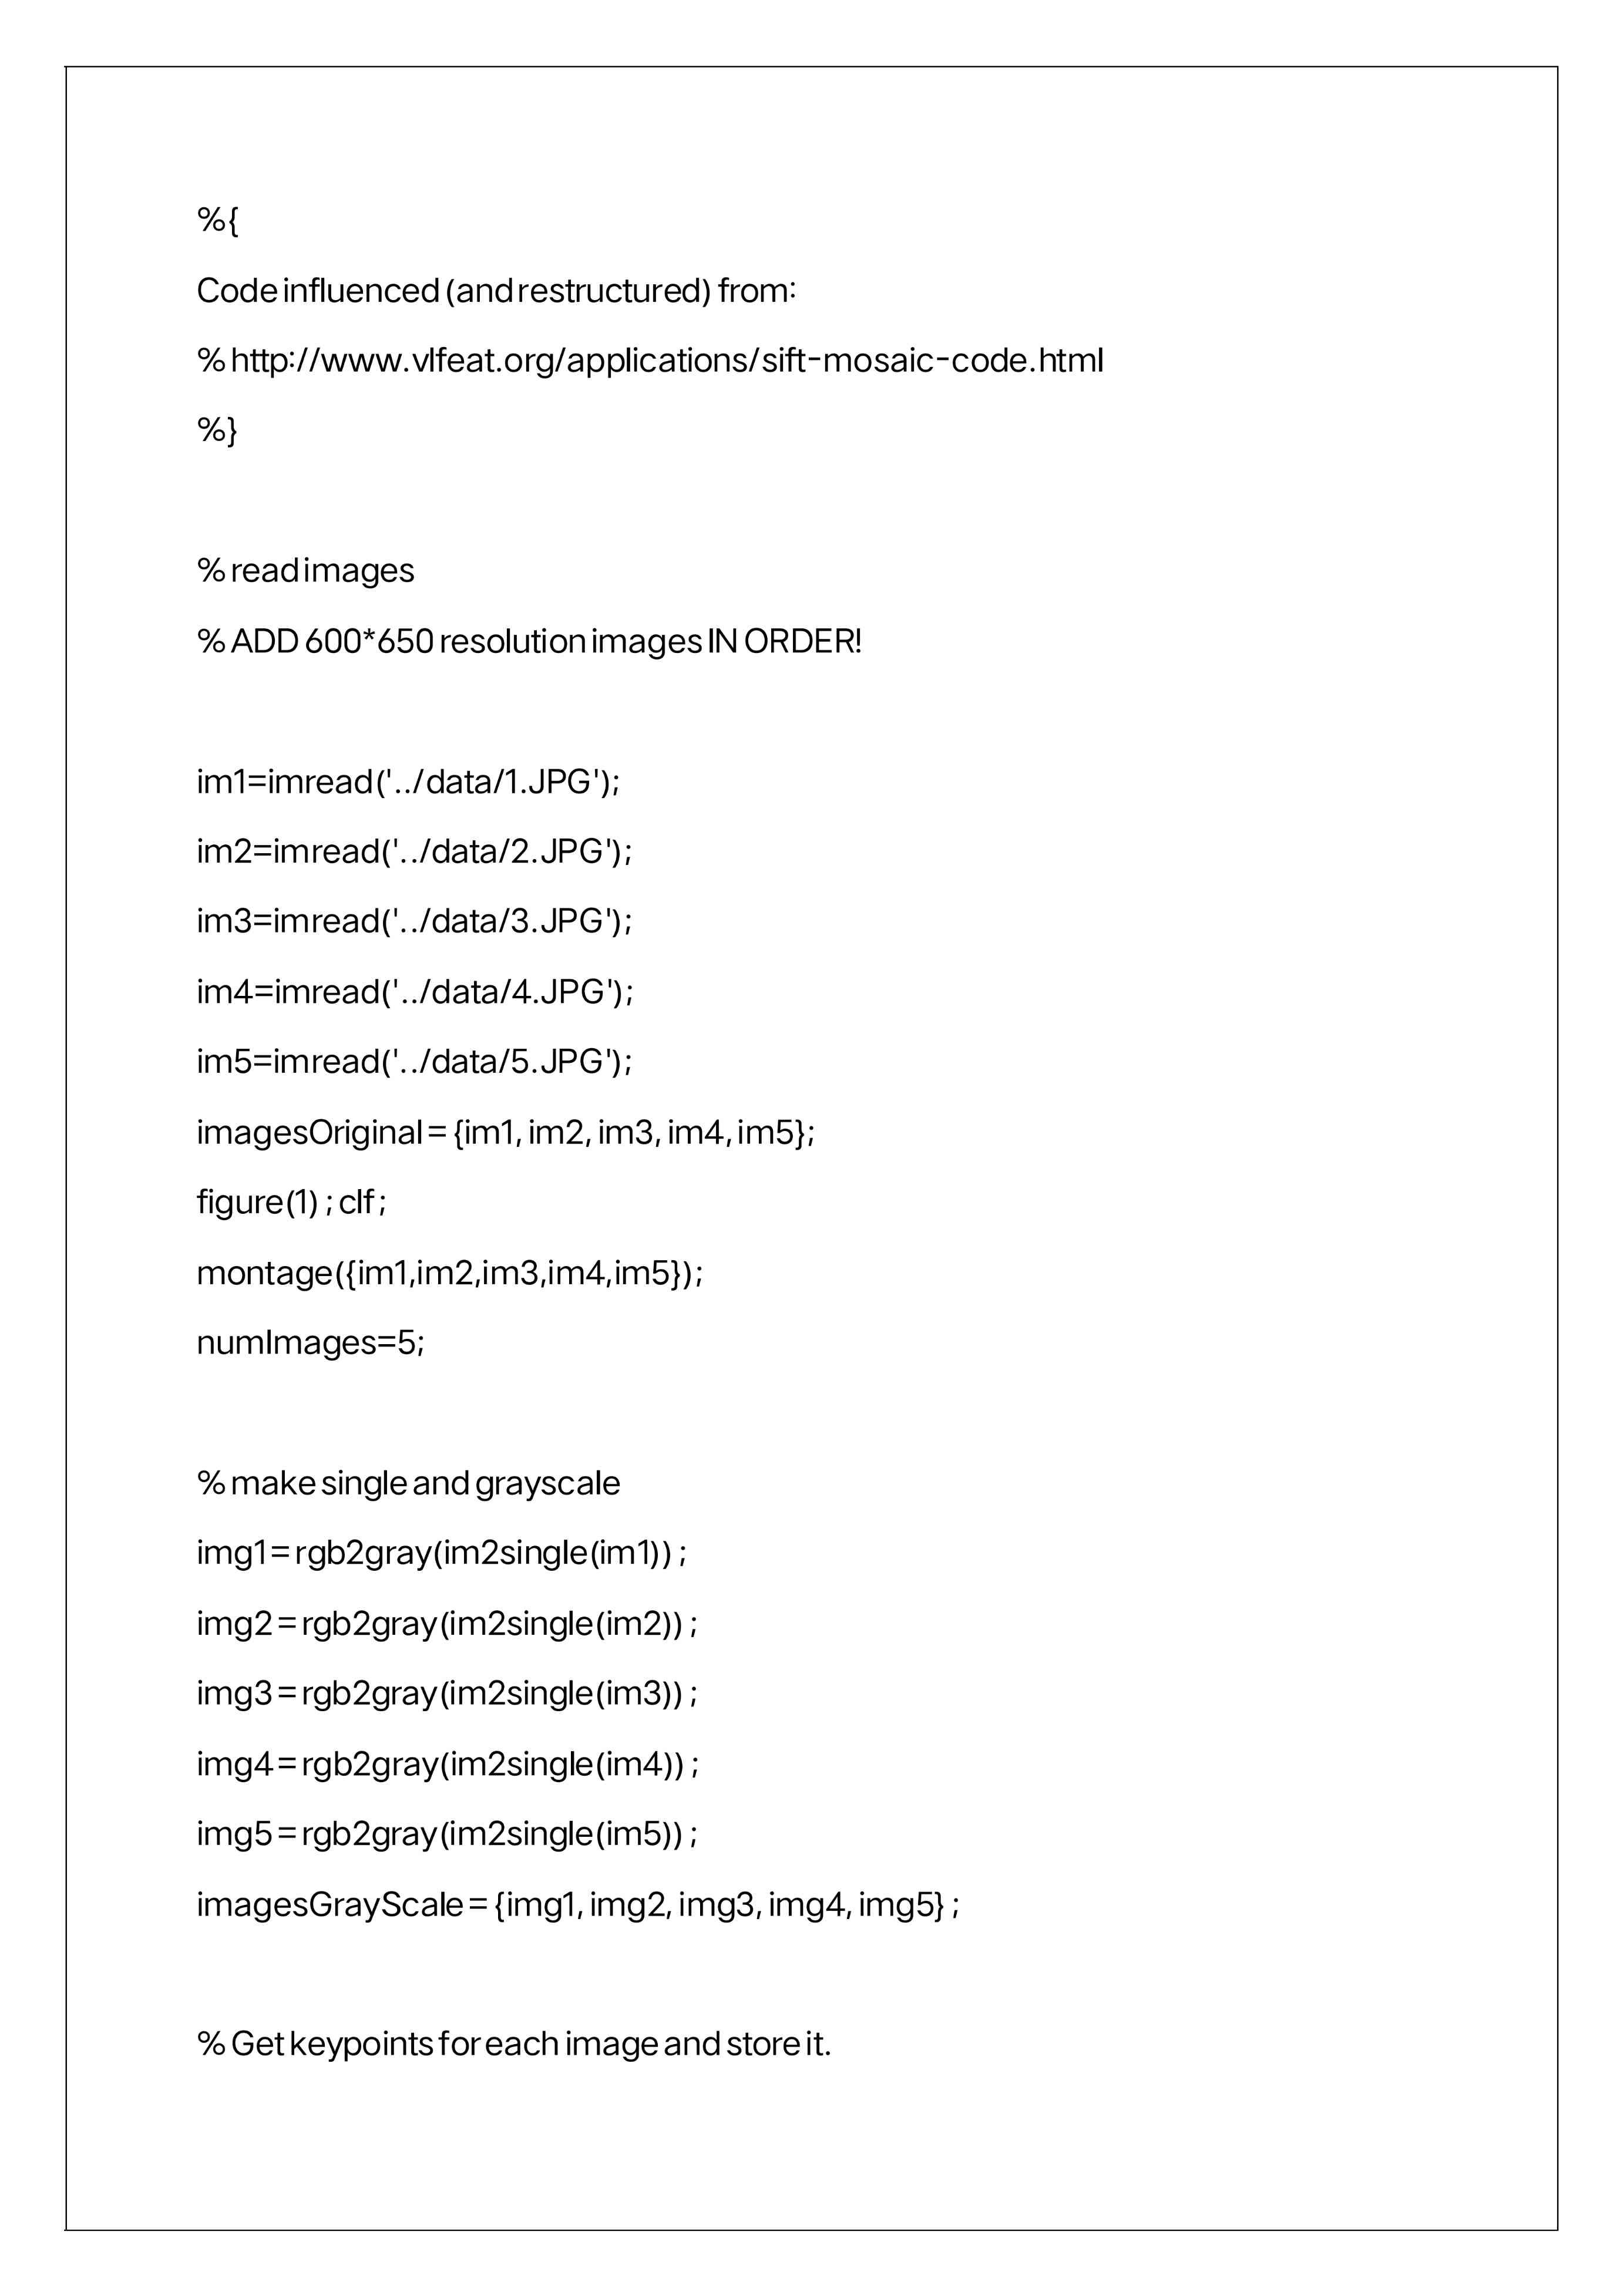 %{
Code influenced (and restructured) from:
% http://www.vlfeat.org/applications/sift-mosaic-code.html
%}
% read images
% ADD 600*650 resolution images IN ORDER!
im1=imread('../data/1.JPG');
im2=imread('../data/2.JPG');
im3=imread('../data/3.JPG');
im4=imread('../data/4.JPG');
im5=imread('../data/5.JPG');
imagesOriginal = {im1, im2, im3, im4, im5};
figure(1) ; clf ;
montage({im1,im2,im3,im4,im5});
numImages=5;
% make single and grayscale
img1 = rgb2gray(im2single(im1)) ;
img2 = rgb2gray(im2single(im2)) ;
img3 = rgb2gray(im2single(im3)) ;
img4 = rgb2gray(im2single(im4)) ;
img5 = rgb2gray(im2single(im5)) ;
imagesGrayScale = {img1, img2, img3, img4, img5} ;
% Get keypoints for each image and store it.